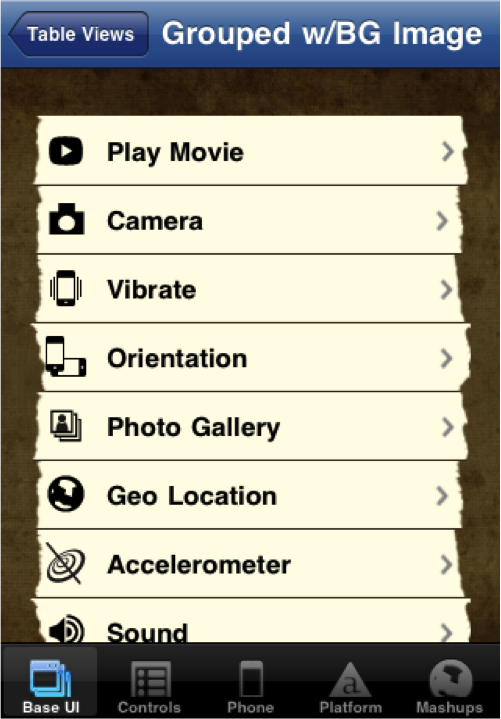 Table Views
Grouped w/BG Image
Play Movie
Camera
Vibrate
Orientation
Photo Gallery
Geo Location
Accelerometer
Sound
Base UI
Controls
Phone
Platform
Mashups